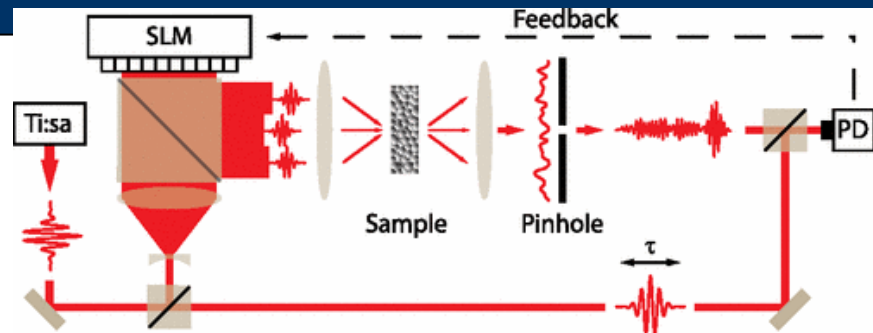 Feedback
SLM
Ti:sa
PD
Sample
Pinhole
τ